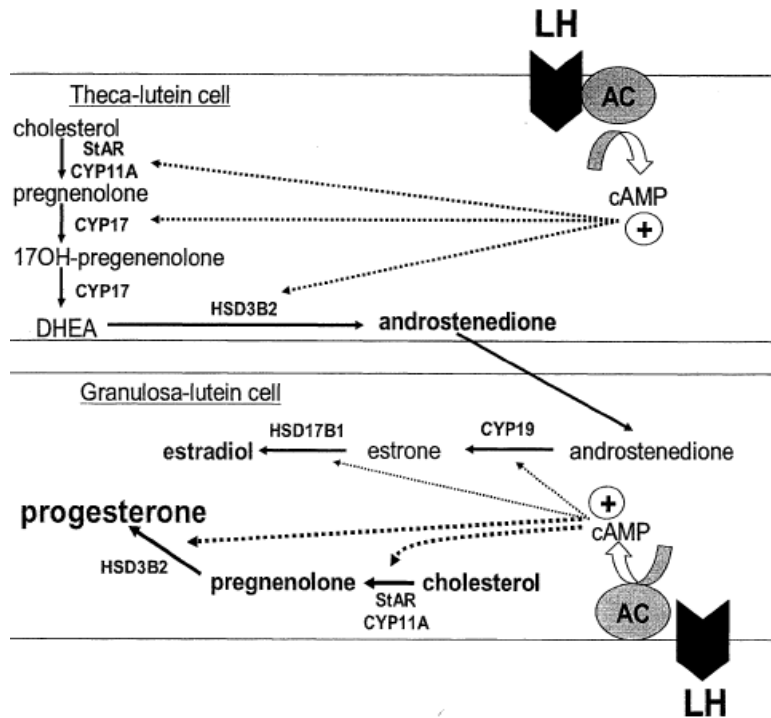 LH
AC
Theca-lutein cell
cholesterol
StAR
CYP11A
cAMP
+
pregnenolone
CYP17
17OH-pregenenolone
CYP17
HSD3B2
DHEA
androstenedione
Granulosa-lutein cell
HSD17B1
CYP19
estradiol
estrone
androstenedione
+
progesterone
cAMP
HSD3B2
pregnenolone
cholesterol
StAR
CYP11A
AC
LH